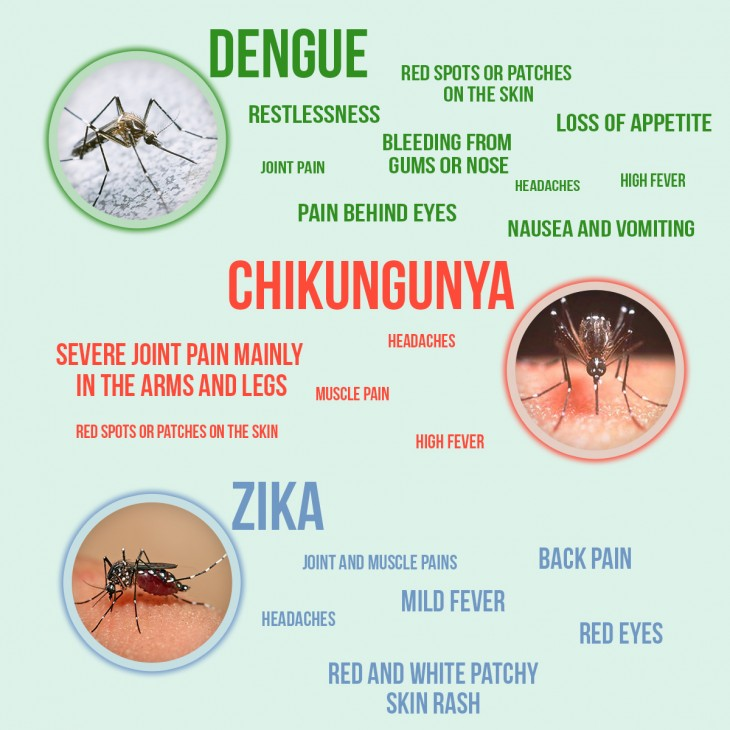 DENGUE
RED SPOTS OR PATCHES
ON THE SKIN
RESTLESSNESS
LOSS OF APPETITE
BLEEDING FROM
GUMS OR NOSE
JOINT PAIN
HEADACHES
HIGH FEVER
PAIN BEHIND EYES
NAUSEA AND VOMITING
CHIKUNGUNYA
HEADACHES
SEVERE JOINT PAIN MAINLY
IN THE ARMS AND LEGS
MUSCLE PAIN
RED SPOTS OR PATCHES ON THE SKIN
HIGH FEVER
ZIKA
JOINT AND MUSCLE PAINS
BACK PAIN
MILD FEVER
HEADACHES
RED EYES
RED AND WHITE PATCHY
SKIN RASH